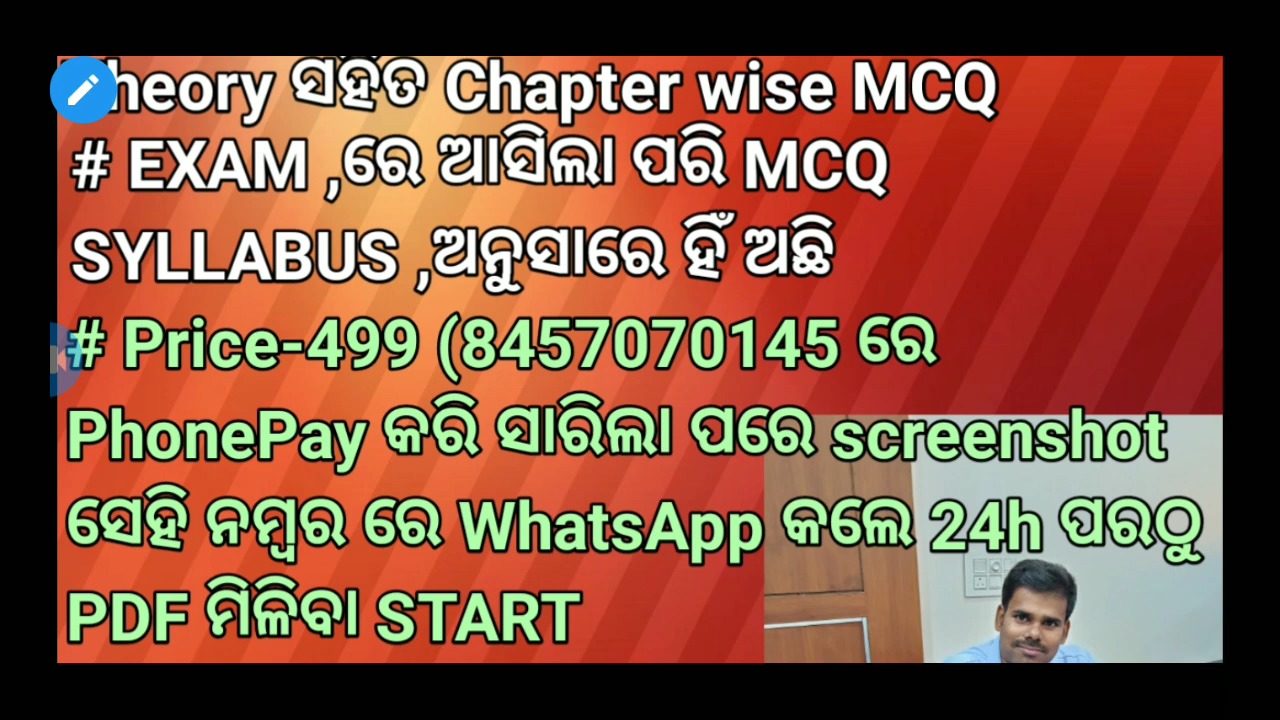 heory ସହିତ Chapter wise MCQ
# EXAM ,ରେ ଆସିଲା ପରି MCQ
SYLLABUS ,ଅନୁସାରେ ହିଁ ଅଛି
# Price-499 (8457070145 ରେ
PhonePay କରି ସାରିଲା ପରେ screenshot
ସେହି ନମ୍ବର ରେ WhatsApp କଲେ 24h ପରଠୁ
PDF ମିଳିବା START